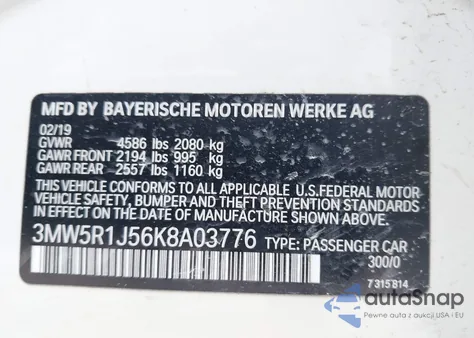 MFD BY BAYERISCHE MOTOREN WERKE AG
02/19
GVWR 4586 lbs 2080 kg
GAWR FRONT 2194 lbs 995 kg
GAWR REAR 2557 lbs 1160 kg
THIS VEHICLE CONFORMS TO ALL APPLICABLE U.S.FEDERAL MOTOR
VEHICLE SAFETY, BUMPER AND THEFT PREVENTION STANDARDS IN
EFFECT ON THE DATE OF MANUFACTURE SHOWN ABOVE.
3MW5R1J56K8A03776 TYPE: PASSENGER CAR
300/0
7 315 814
autoSnap
Pewne auta z aukcji USA i EU